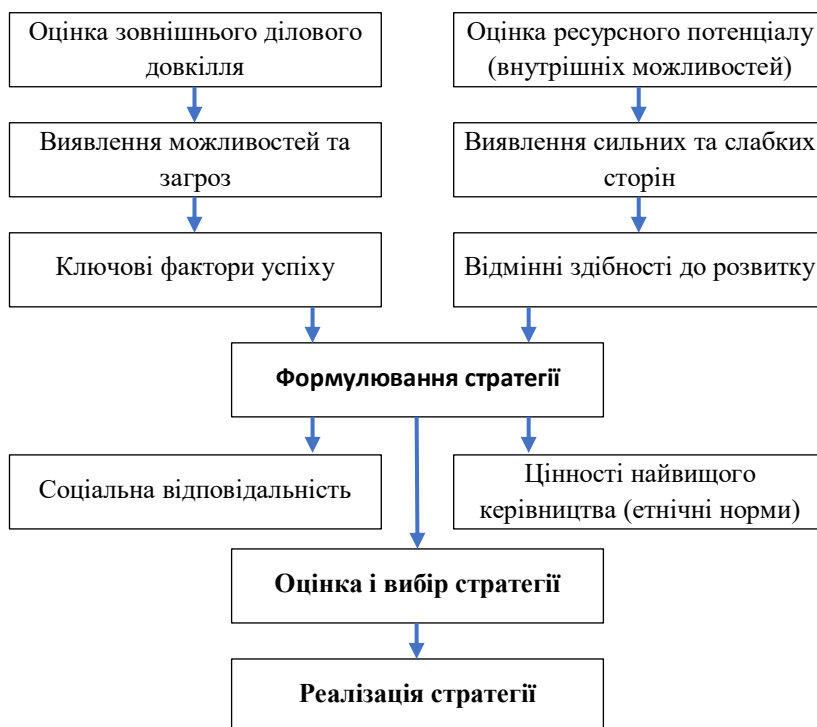 Оцінка зовнішнього ділового
довкілля
Оцінка ресурсного потенціалу
(внутрішніх можливостей)
Виявлення можливостей та
загроз
Виявлення сильних та слабких
сторін
Ключові фактори успіху
Відмінні здібності до розвитку
Формулювання стратегії
Соціальна відповідальність
Цінності найвищого
керівництва (етнічні норми)
Оцінка і вибір стратегії
Реалізація стратегії